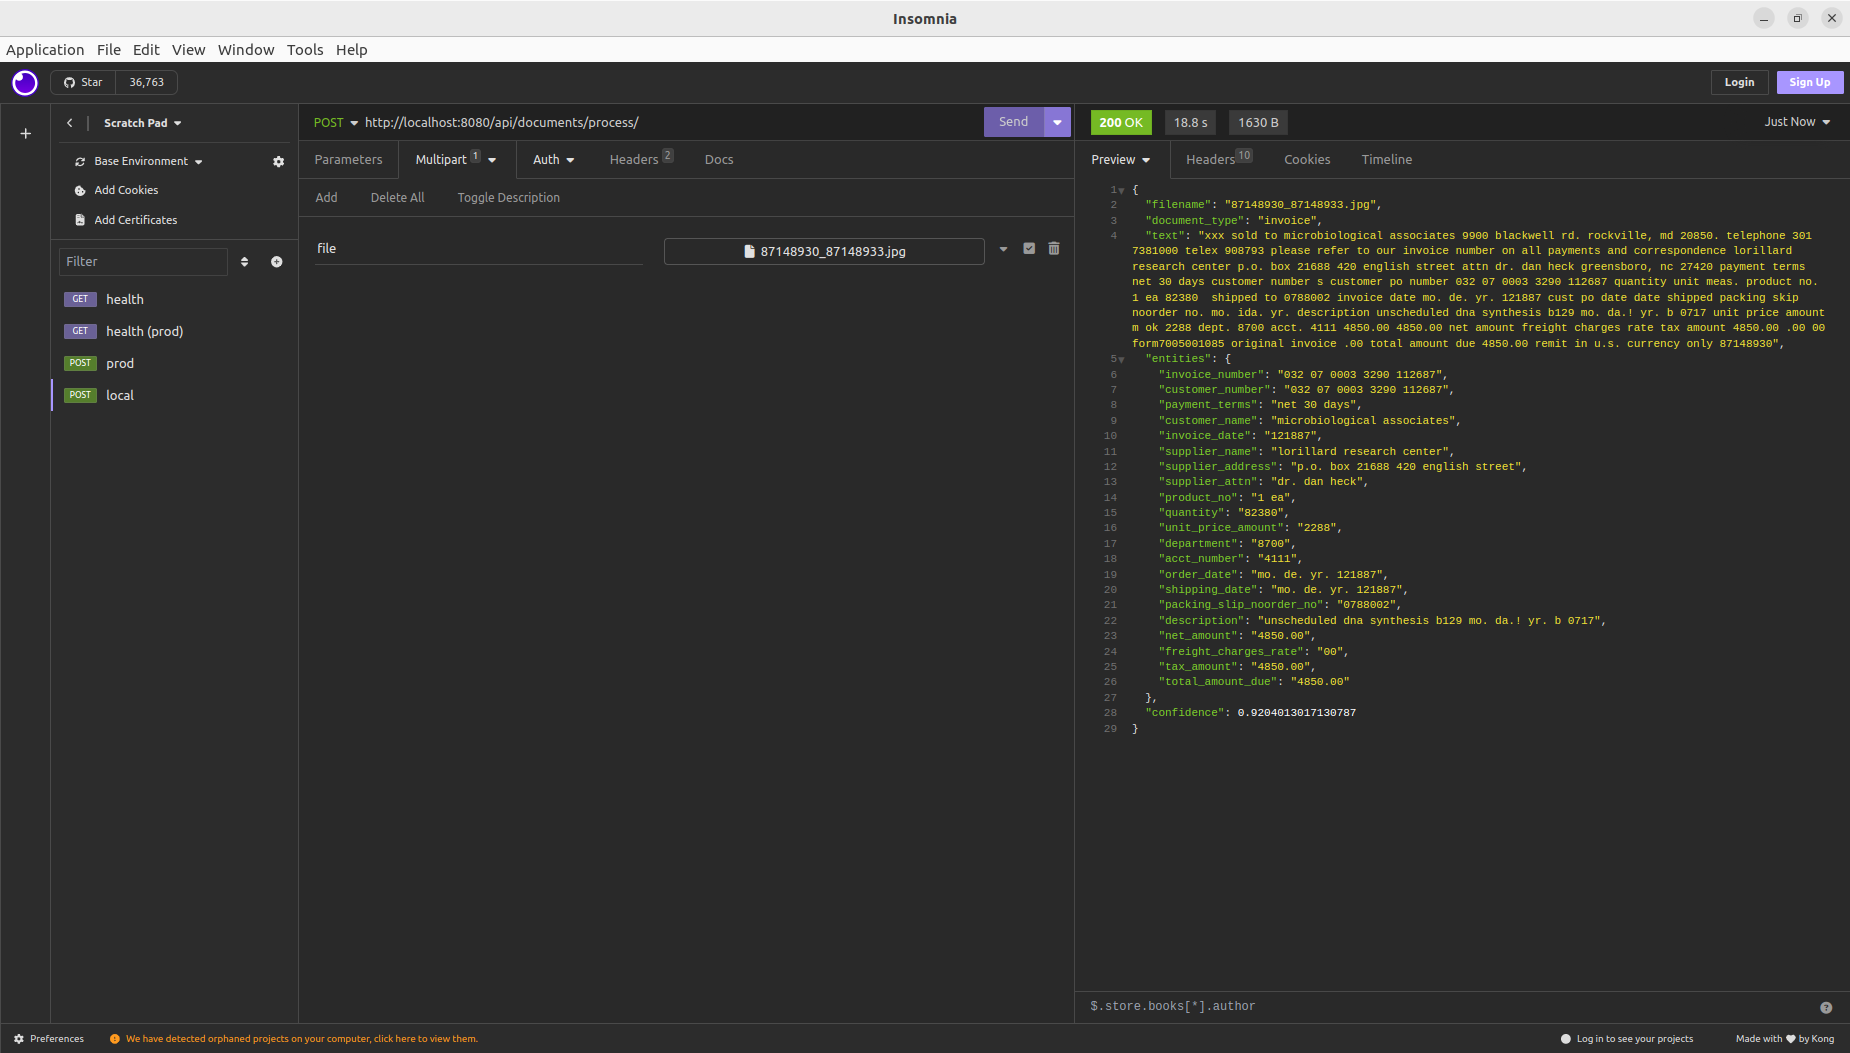 Insomnia
Application File Edit View Window Tools Help
Star 36,763
Login Sign Up
Scratch Pad
POST http://localhost:8080/api/documents/process/
Send
200 OK 18.8 s 1630 B
Just Now
Base Environment
Add Cookies
Add Certificates
Filter
GET health
GET health (prod)
POST prod
POST local
Parameters Multipart 1 Auth Headers 2 Docs
Add Delete All Toggle Description
file 87148930_87148933.jpg
Preview Headers 10 Cookies Timeline
1 {
2 "filename": "87148930_87148933.jpg",
3 "document_type": "invoice",
4 "text": "xxx sold to microbiological associates 9900 blackwell rd. rockville, md 20850. telephone 301
7381000 telex 908793 please refer to our invoice number on all payments and correspondence lorillard
research center p.o. box 21688 420 english street attn dr. dan heck greensboro, nc 27420 payment terms
net 30 days customer number s customer po number 032 07 0003 3290 112687 quantity unit meas. product no.
1 ea 82380  shipped to 0788002 invoice date mo. de. yr. 121887 cust po date date shipped packing skip
noorder no. mo. ida. yr. description unscheduled dna synthesis b129 mo. da.! yr. b 0717 unit price amount
m ok 2288 dept. 8700 acct. 4111 4850.00 4850.00 net amount freight charges rate tax amount 4850.00 .00 00
form7005001085 original invoice .00 total amount due 4850.00 remit in u.s. currency only 87148930",
5 "entities": {
6 "invoice_number": "032 07 0003 3290 112687",
7 "customer_number": "032 07 0003 3290 112687",
8 "payment_terms": "net 30 days",
9 "customer_name": "microbiological associates",
10 "invoice_date": "121887",
11 "supplier_name": "lorillard research center",
12 "supplier_address": "p.o. box 21688 420 english street",
13 "supplier_attn": "dr. dan heck",
14 "product_no": "1 ea",
15 "quantity": "82380",
16 "unit_price_amount": "2288",
17 "department": "8700",
18 "acct_number": "4111",
19 "order_date": "mo. de. yr. 121887",
20 "shipping_date": "mo. de. yr. 121887",
21 "packing_slip_noorder_no": "0788002",
22 "description": "unscheduled dna synthesis b129 mo. da.! yr. b 0717",
23 "net_amount": "4850.00",
24 "freight_charges_rate": "00",
25 "tax_amount": "4850.00",
26 "total_amount_due": "4850.00"
27 },
28 "confidence": 0.9204013017130787
29 }
$.store.books[*].author
Preferences
We have detected orphaned projects on your computer, click here to view them.
Log in to see your projects
Made with by Kong